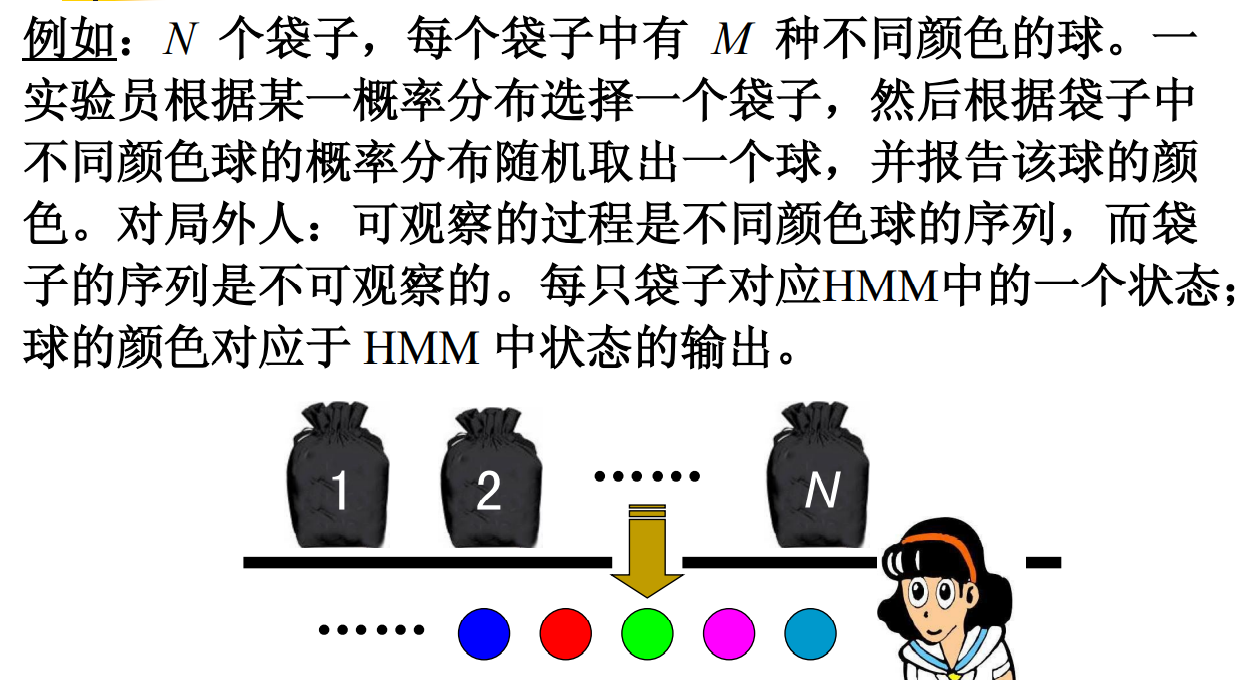 例如：N 个袋子，每个袋子中有 M 种不同颜色的球。一
实验员根据某一概率分布选择一个袋子，然后根据袋子中
不同颜色球的概率分布随机取出一个球，并报告该球的颜
色。对局外人：可观察的过程是不同颜色球的序列，而袋
子的序列是不可观察的。每只袋子对应HMM中的一个状态；
球的颜色对应于 HMM 中状态的输出。
1 2 …… N
……